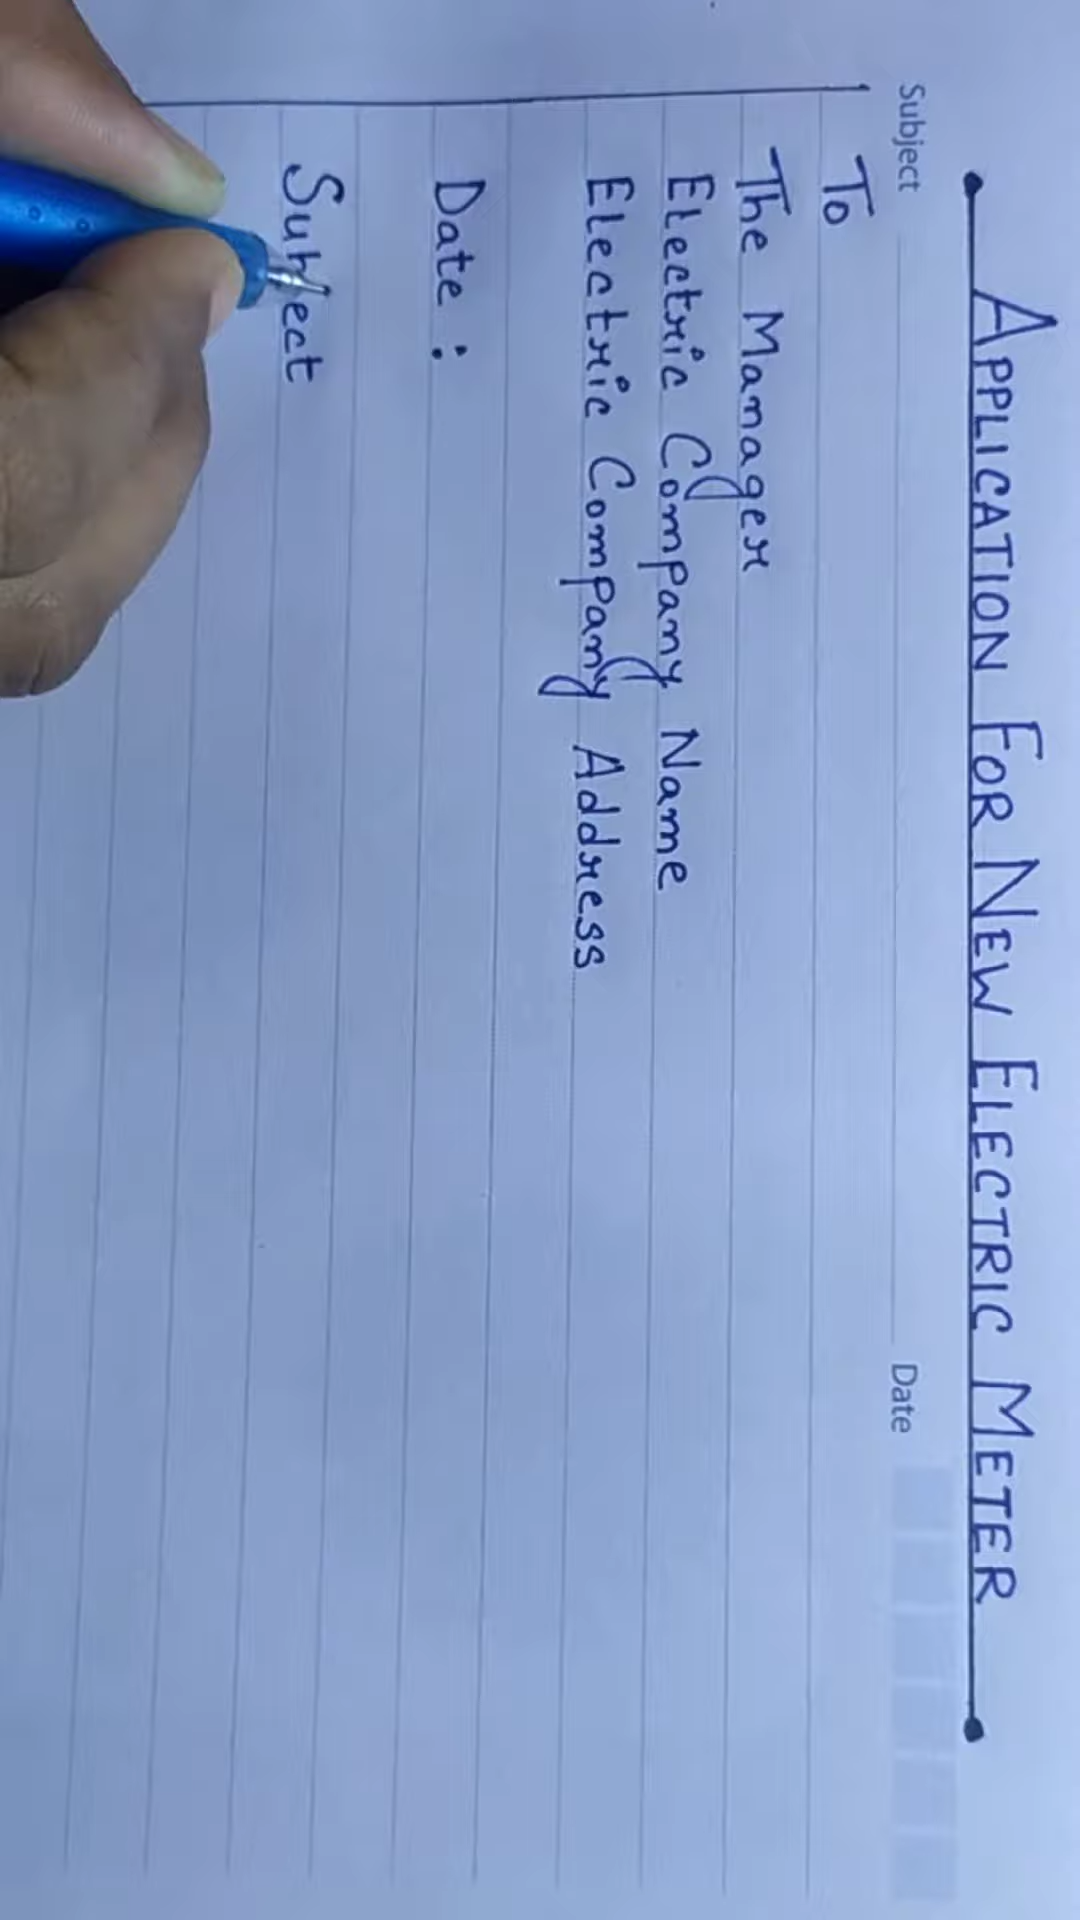 APPLICATION FOR NEW ELECTRIC METER
Subject Date
To
The Manager
Electric Company Name
Electric Company Address
Date :
Subject